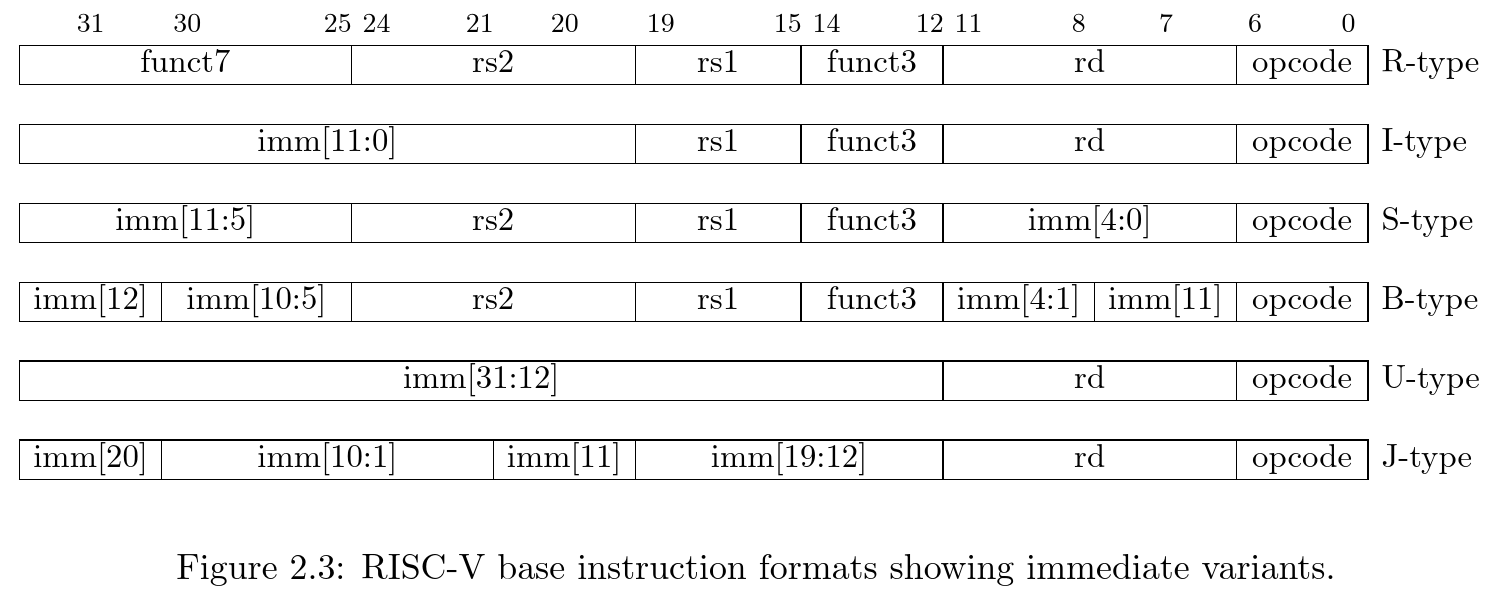 31 30 25 24 21 20 19 15 14 12 11 8 7 6 0
funct7 rs2 rs1 funct3 rd opcode R-type
imm[11:0] rs1 funct3 rd opcode I-type
imm[11:5] rs2 rs1 funct3 imm[4:0] opcode S-type
imm[12] imm[10:5] rs2 rs1 funct3 imm[4:1] imm[11] opcode B-type
imm[31:12] rd opcode U-type
imm[20] imm[10:1] imm[11] imm[19:12] rd opcode J-type
Figure 2.3: RISC-V base instruction formats showing immediate variants.